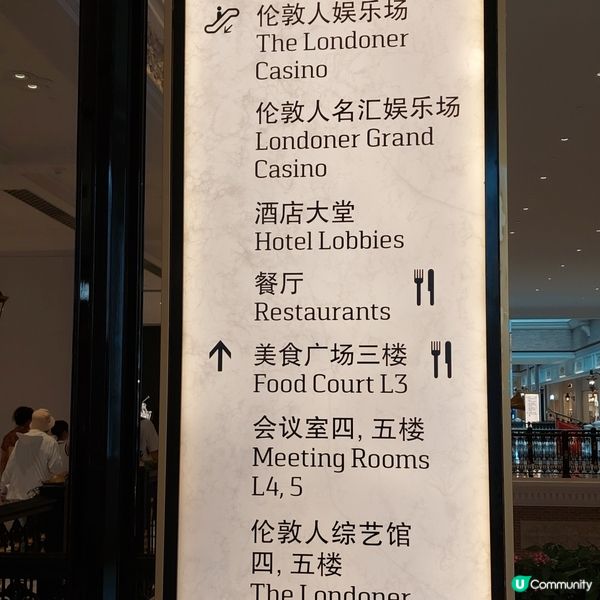 伦敦人娱乐场
The Londoner
Casino
伦敦人名汇娱乐场
Londoner Grand
Casino
酒店大堂
Hotel Lobbies
餐厅
Restaurants
美食广场三楼
Food Court L3
会议室四, 五楼
Meeting Rooms
L4, 5
伦敦人综艺馆
四, 五楼
The Londoner
U Community